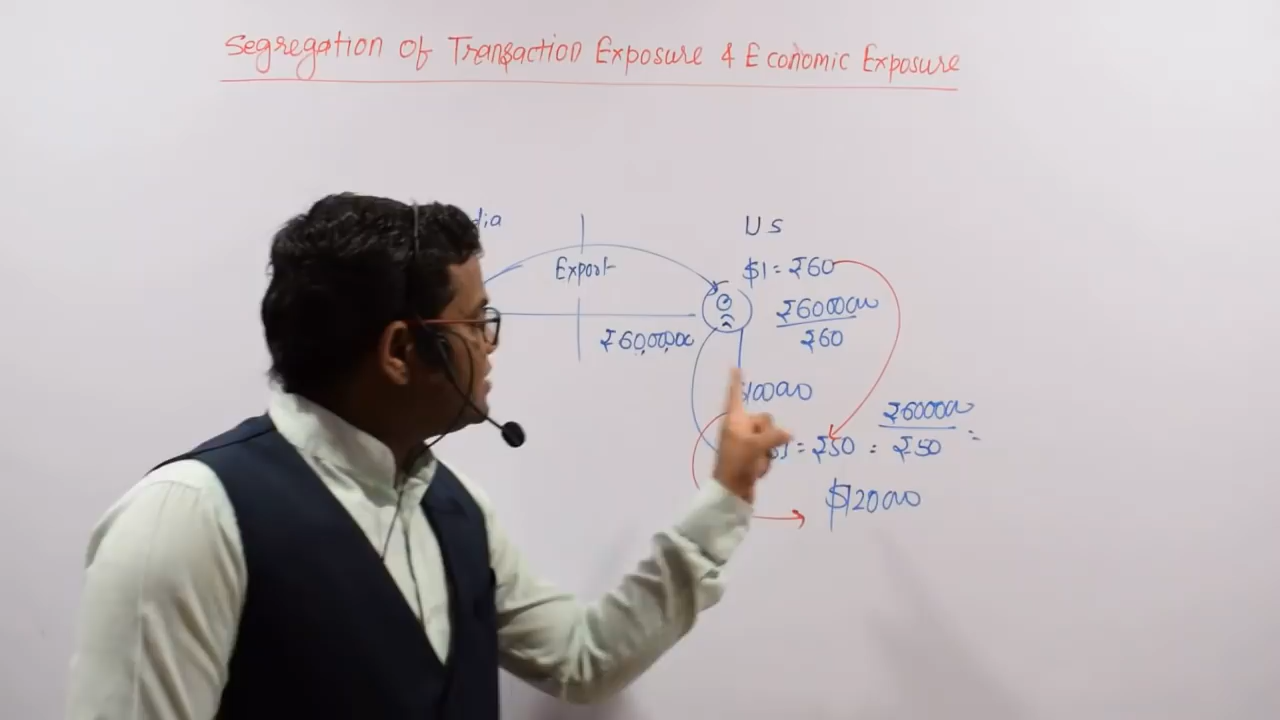 Segregation of Transaction Exposure & Economic Exposure
dia
US
Export
$1 = ₹60
₹6000000
₹60
₹60,00,000
100000
₹6000000
₹50
1 = ₹50 =
=
$120000